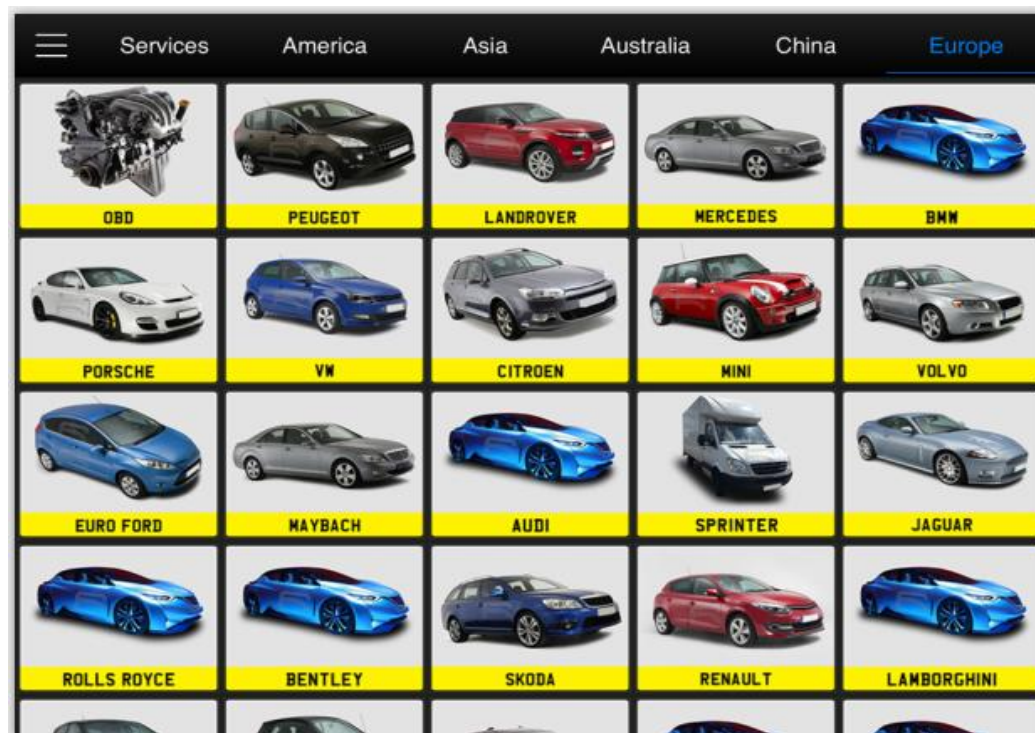 Services America Asia Australia China Europe
OBD PEUGEOT LANDROVER MERCEDES BMW
PORSCHE VW CITROEN MINI VOLVO
EURO FORD MAYBACH AUDI SPRINTER JAGUAR
ROLLS ROYCE BENTLEY SKODA RENAULT LAMBORGHINI